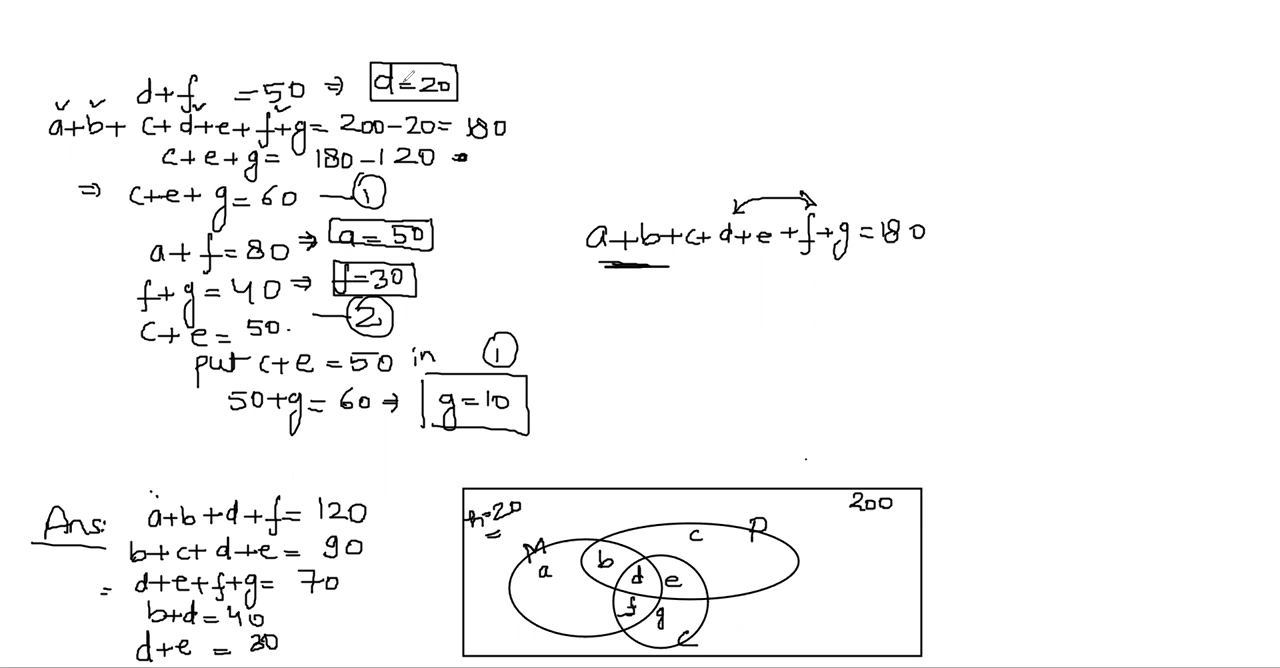 d+f = 50 ⇒ d=20
a+b+ c+d+e+f+g= 200-20= 180
c+e+g= 180-120
⇒ c+e+g=60 —①
a+f=80 ⇒ a=50
f+g=40 ⇒ f=30
c+e= 50. —②
put c+e=50 in ①
50+g=60 ⇒ g=10
a+b+c+d+e+f+g=180
Ans: a+b+d+f=120
b+c+d+e= 90
= d+e+f+g= 70
b+d=40
d+e = 30
h=20
200
M
P
a
b
c
d
e
f
g
C